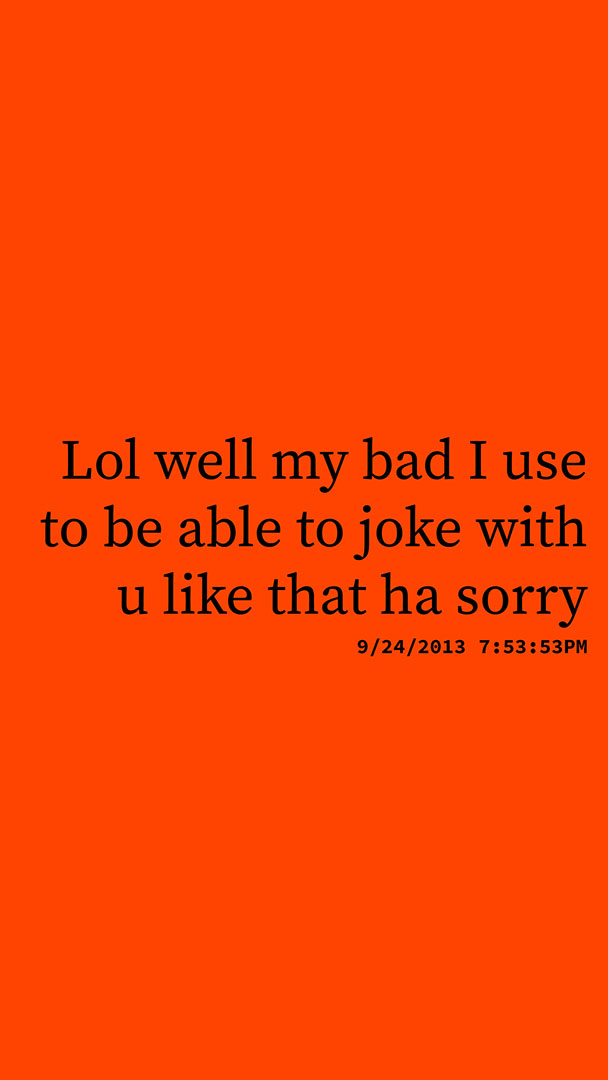 Lol well my bad I use
to be able to joke with
u like that ha sorry
9/24/2013 7:53:53PM